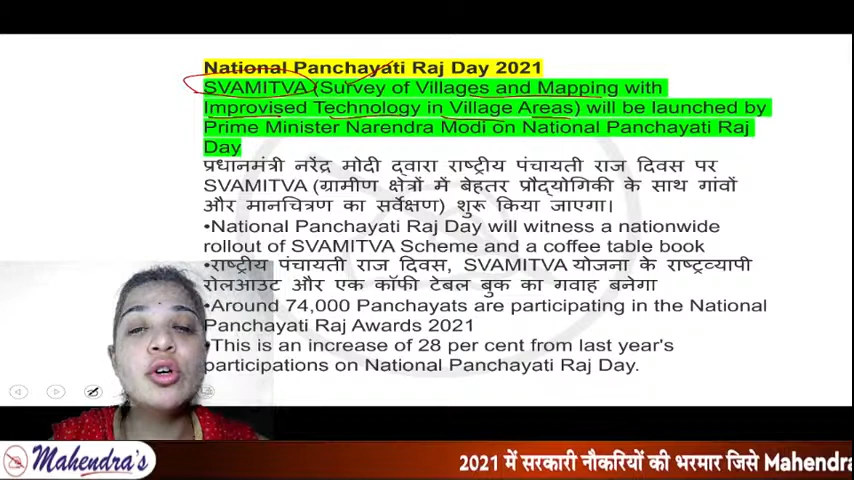 National Panchayati Raj Day 2021
SVAMITVA (Survey of Villages and Mapping with
Improvised Technology in Village Areas) will be launched by
Prime Minister Narendra Modi on National Panchayati Raj
Day
प्रधानमंत्री नरेंद्र मोदी द्वारा राष्ट्रीय पंचायती राज दिवस पर
SVAMITVA (ग्रामीण क्षेत्रों में बेहतर प्रौद्योगिकी के साथ गांवों
और मानचित्रण का सर्वेक्षण) शुरू किया जाएगा।
•National Panchayati Raj Day will witness a nationwide
rollout of SVAMITVA Scheme and a coffee table book
•राष्ट्रीय पंचायती राज दिवस, SVAMITVA योजना के राष्ट्रव्यापी
रोलआउट और एक कॉफी टेबल बुक का गवाह बनेगा
•Around 74,000 Panchayats are participating in the National
Panchayati Raj Awards 2021
•This is an increase of 28 per cent from last year's
participations on National Panchayati Raj Day.
Mahendra's
2021 में सरकारी नौकरियों की भरमार जिसे Mahendra